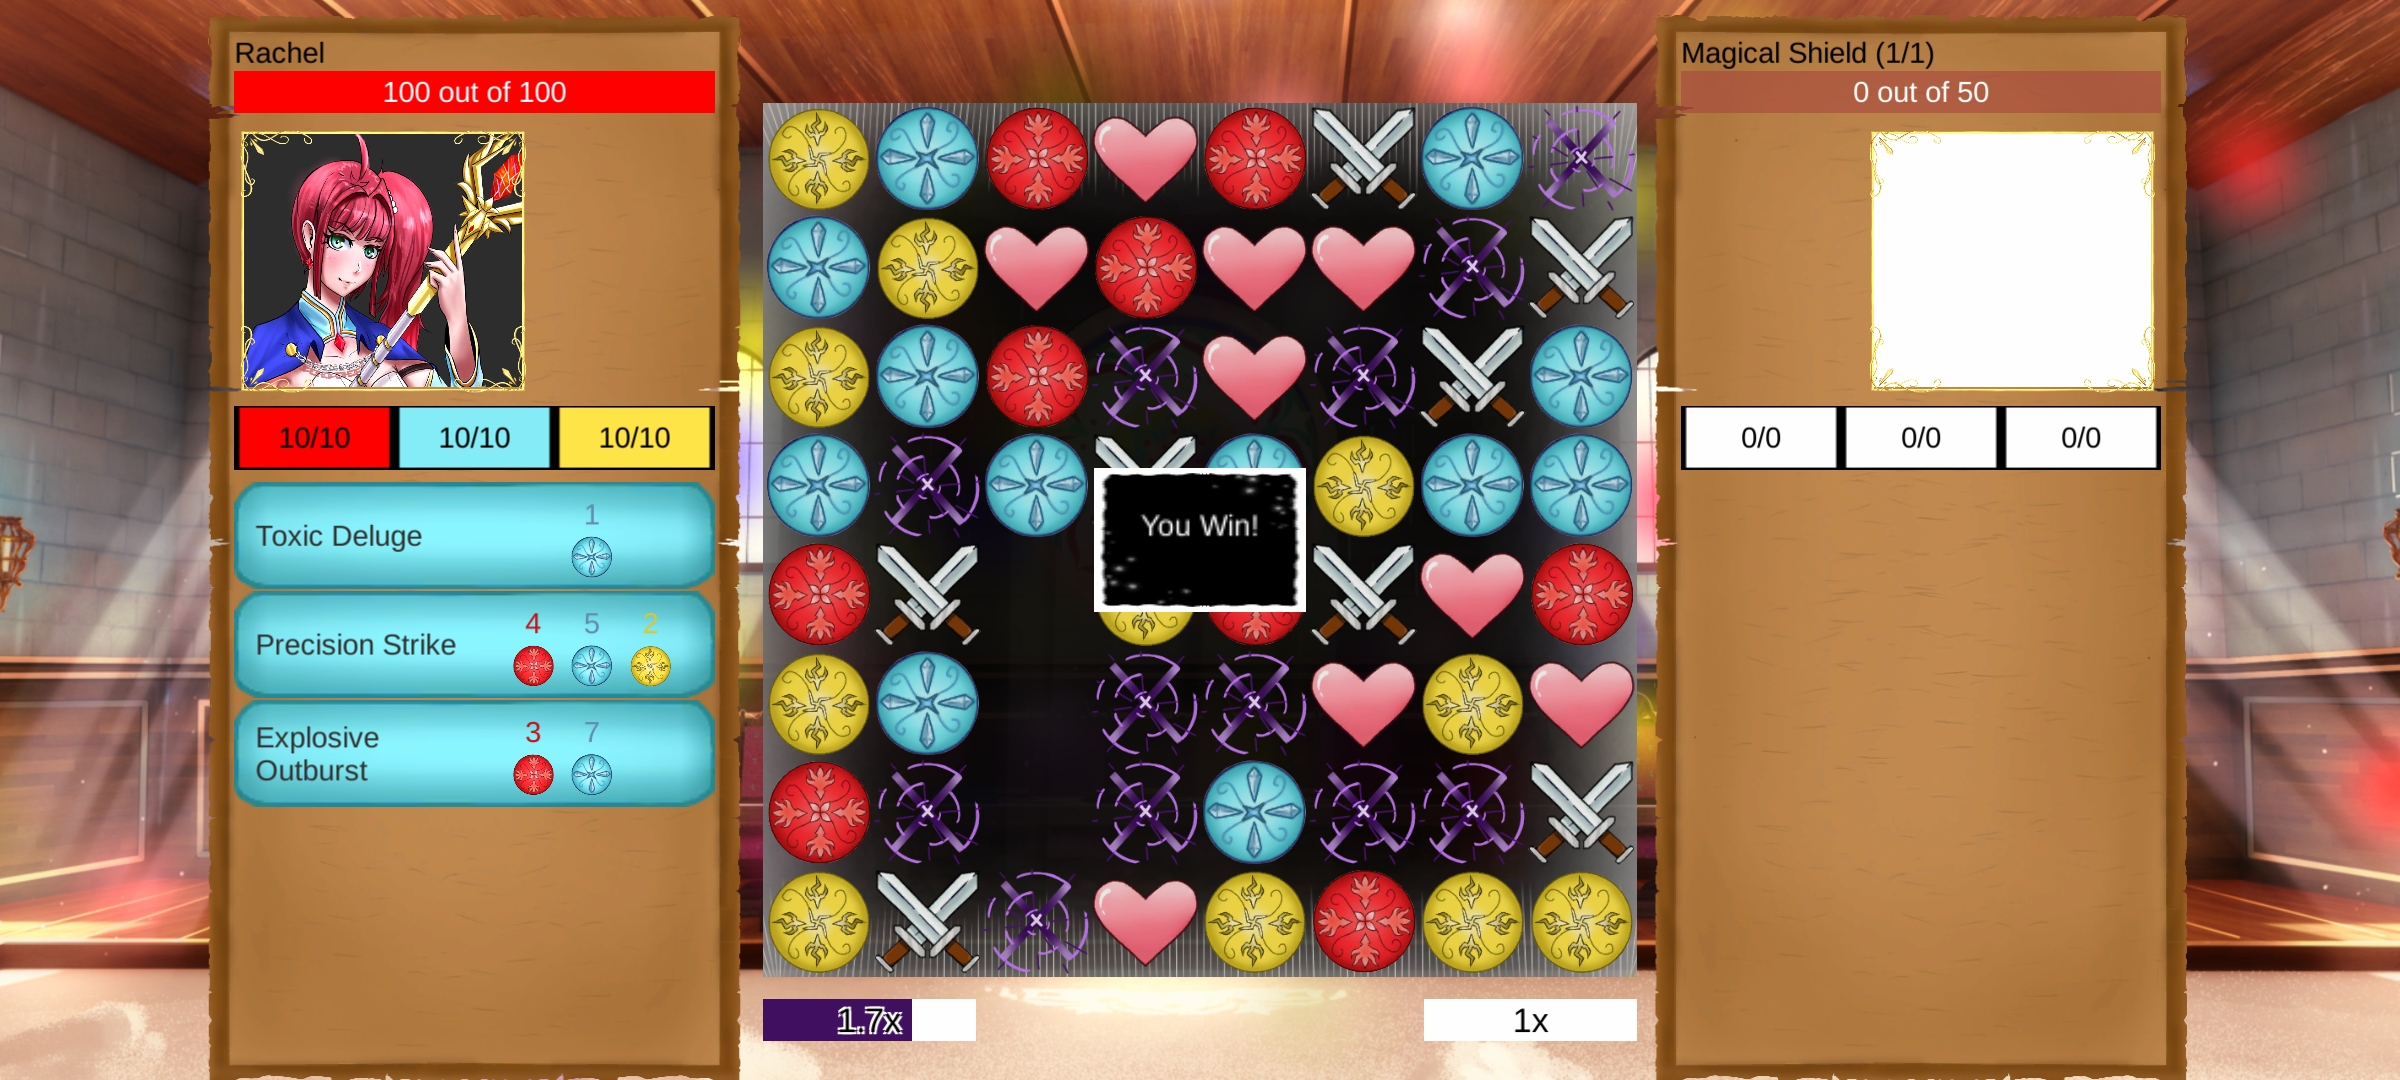 Rachel
100 out of 100
10/10 10/10 10/10
Toxic Deluge 1
Precision Strike 4 5 2
Explosive Outburst 3 7
You Win!
1.7x
1x
Magical Shield (1/1)
0 out of 50
0/0 0/0 0/0